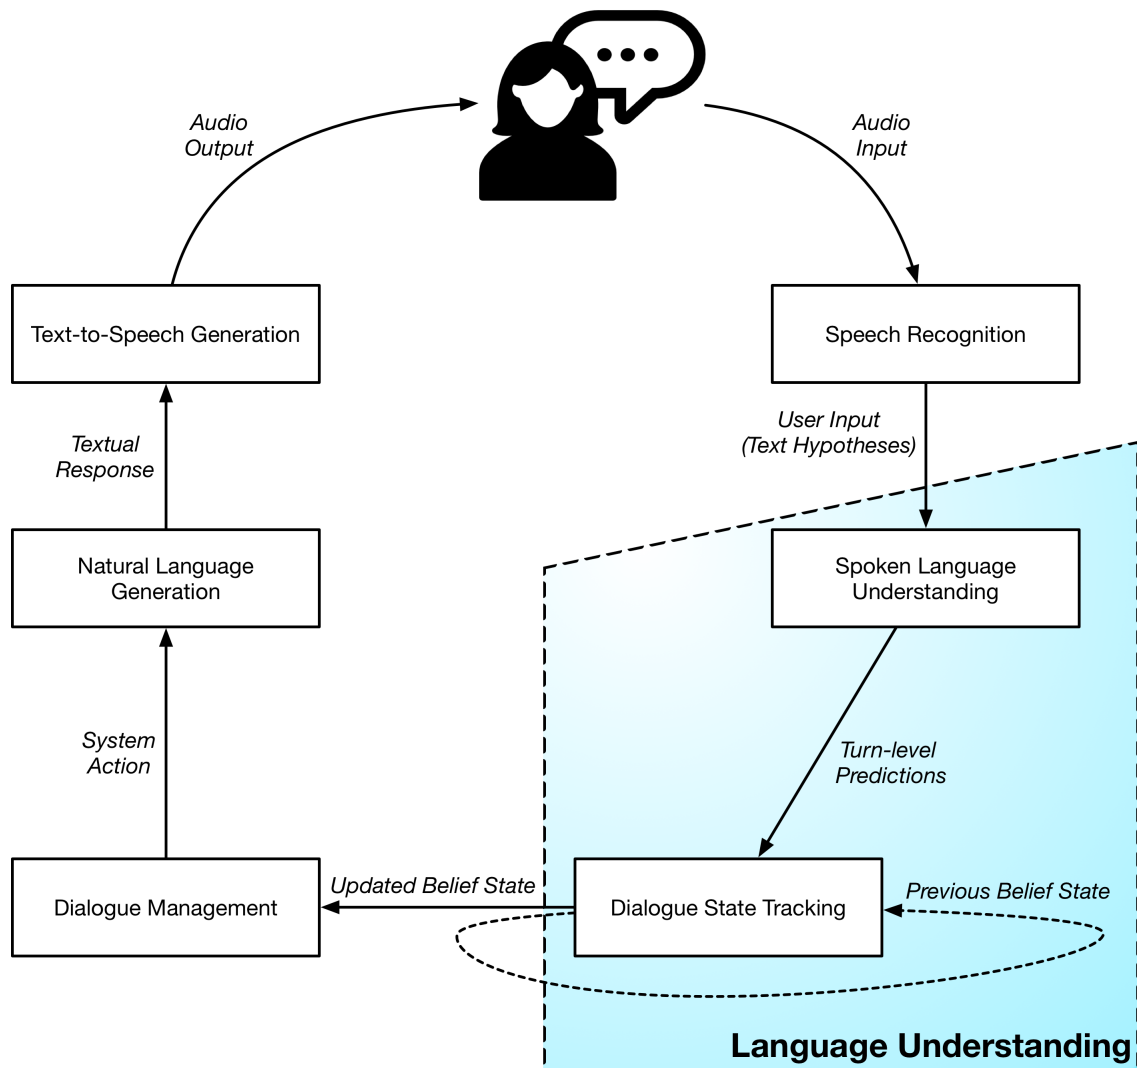 Audio
Output
Audio
Input
Text-to-Speech Generation
Speech Recognition
Textual
Response
User Input
(Text Hypotheses)
Natural Language
Generation
Spoken Language
Understanding
System
Action
Turn-level
Predictions
Dialogue Management
Updated Belief State
Dialogue State Tracking
Previous Belief State
Language Understanding